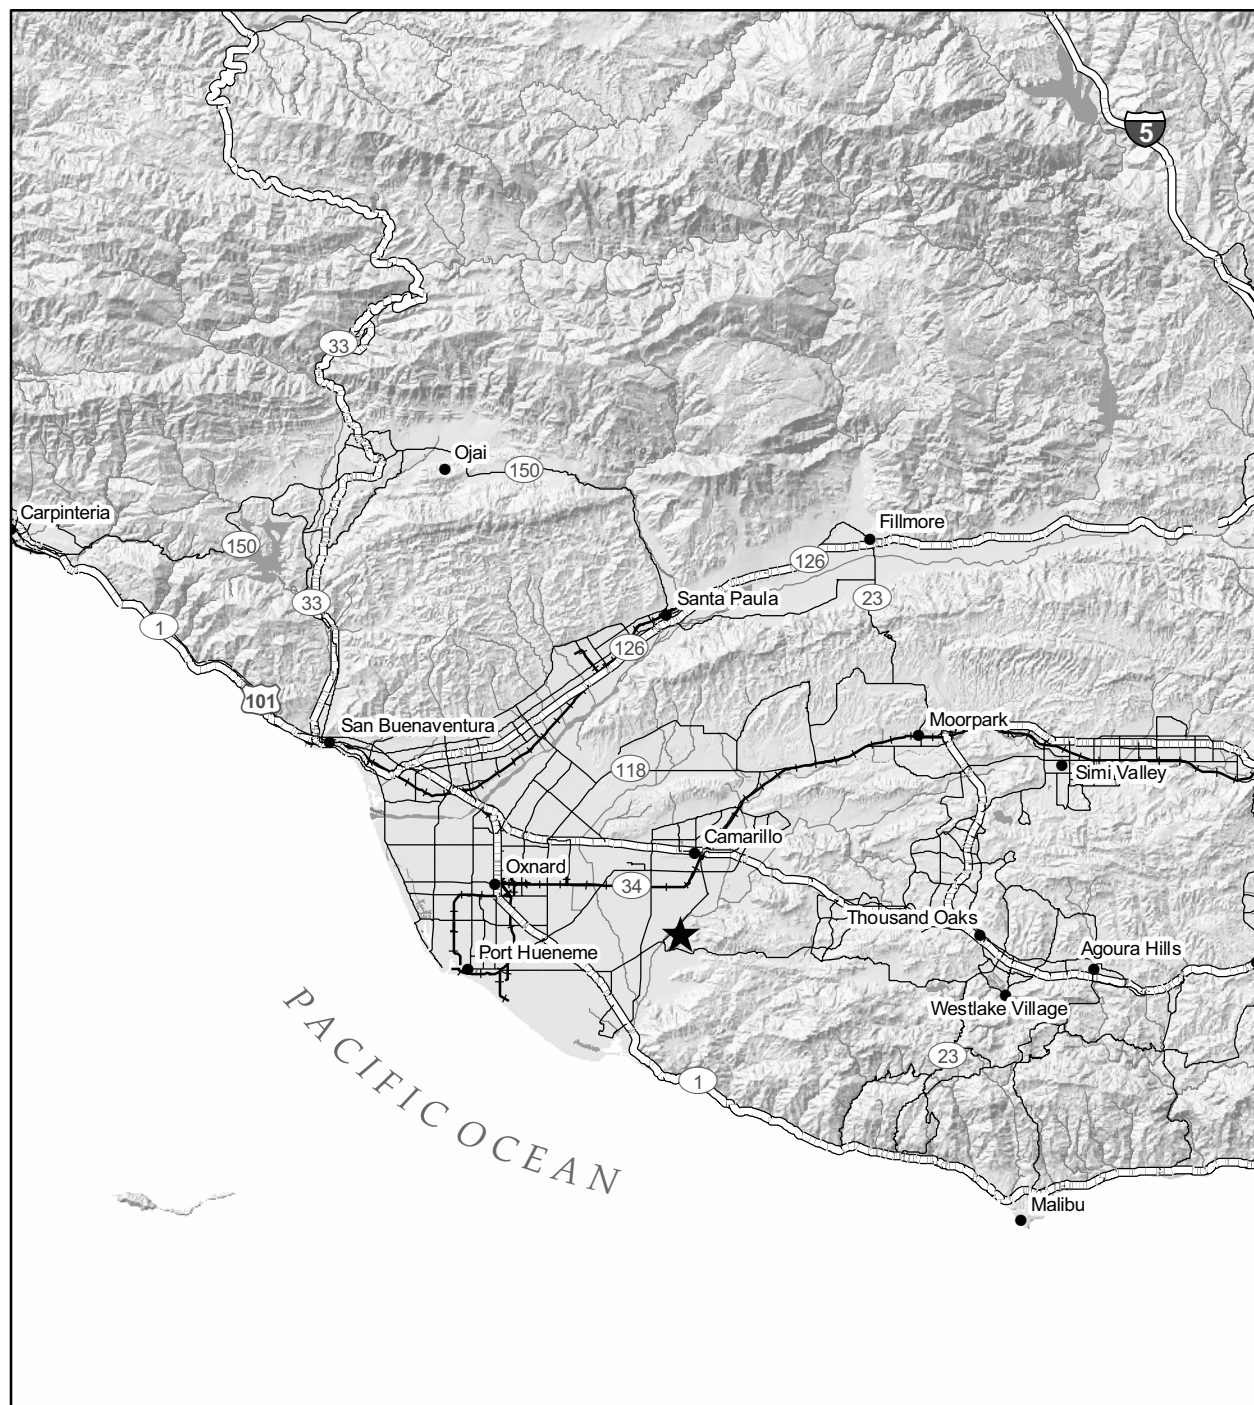 5
33
Ojai
150
Carpinteria
Fillmore
150
126
33
Santa Paula
23
1
126
101
San Buenaventura
Moorpark
118
Simi Valley
Camarillo
Oxnard
34
Thousand Oaks
Port Hueneme
Agoura Hills
Westlake Village
PACIFIC OCEAN
23
1
Malibu